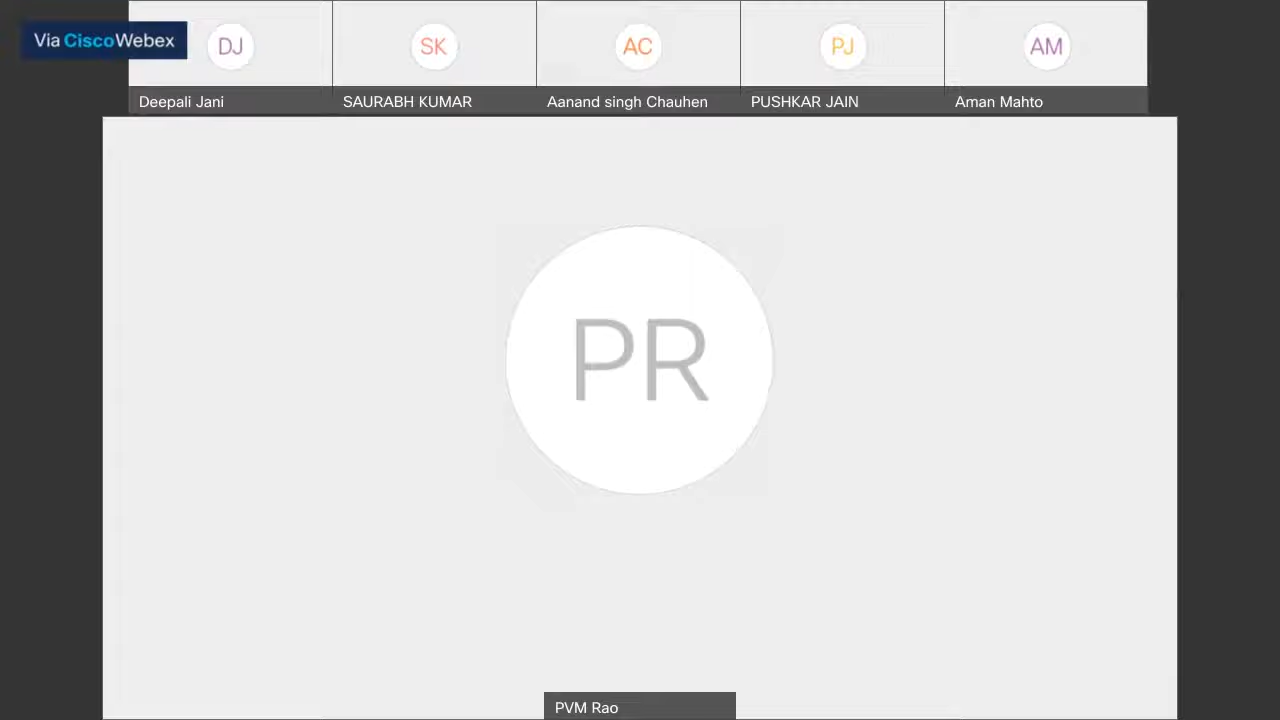 Via CiscoWebex
DJ
SK
AC
PJ
AM
Deepali Jani
SAURABH KUMAR
Aanand singh Chauhen
PUSHKAR JAIN
Aman Mahto
PR
PVM Rao